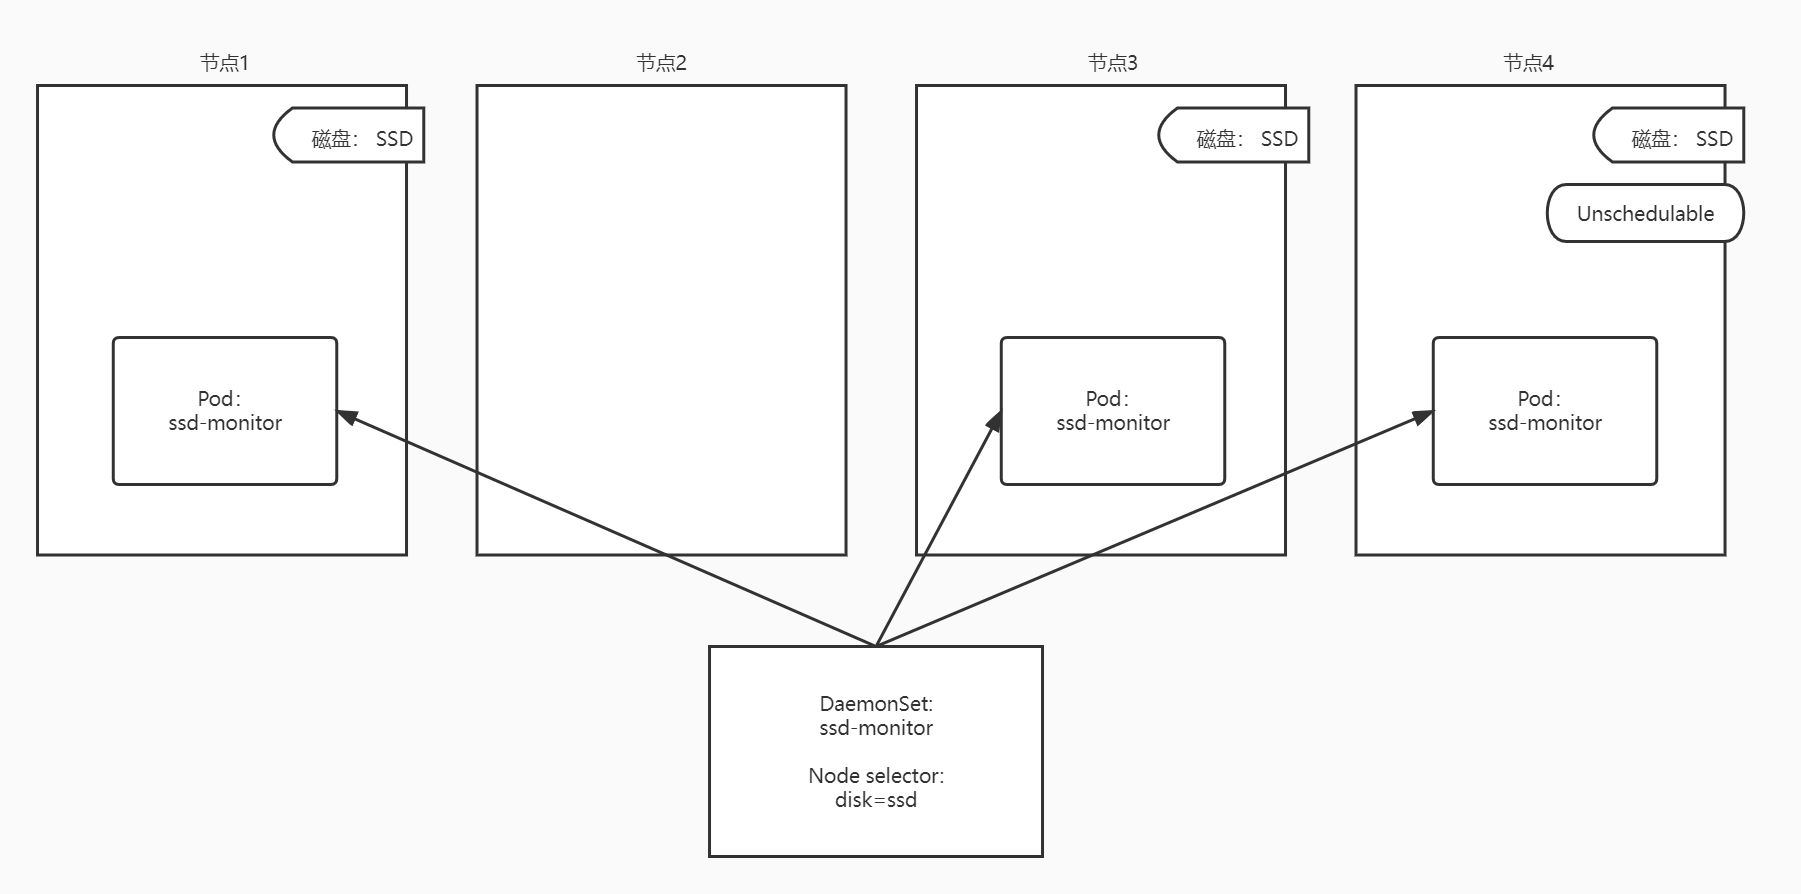 节点1
节点2
节点3
节点4
磁盘： SSD
磁盘： SSD
磁盘： SSD
Unschedulable
Pod：
ssd-monitor
Pod：
ssd-monitor
Pod：
ssd-monitor
DaemonSet:
ssd-monitor
Node selector:
disk=ssd